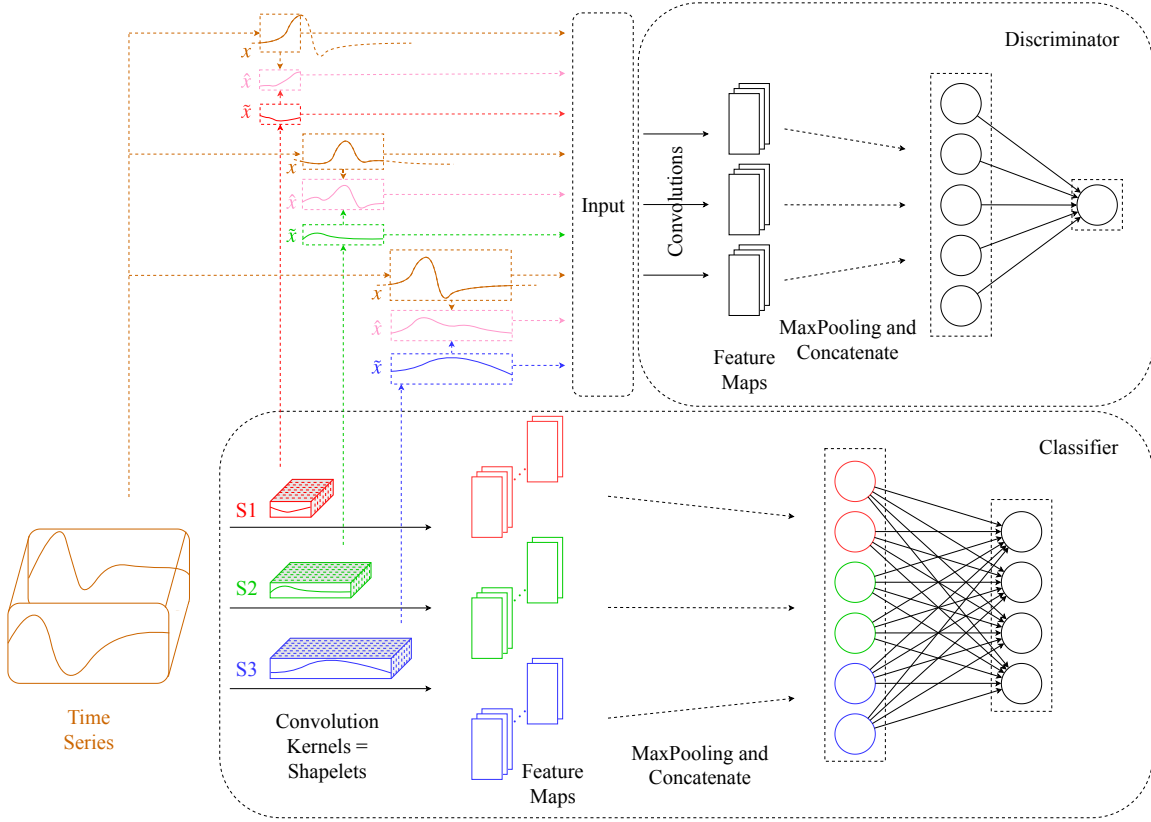 Discriminator
x
x̂
x̃
x
x̂
x̃
x
x̂
x̃
Input
Convolutions
MaxPooling and
Concatenate
Feature
Maps
Classifier
S1
S2
S3
Time
Series
Convolution
Kernels =
Shapelets
Feature
Maps
MaxPooling and
Concatenate